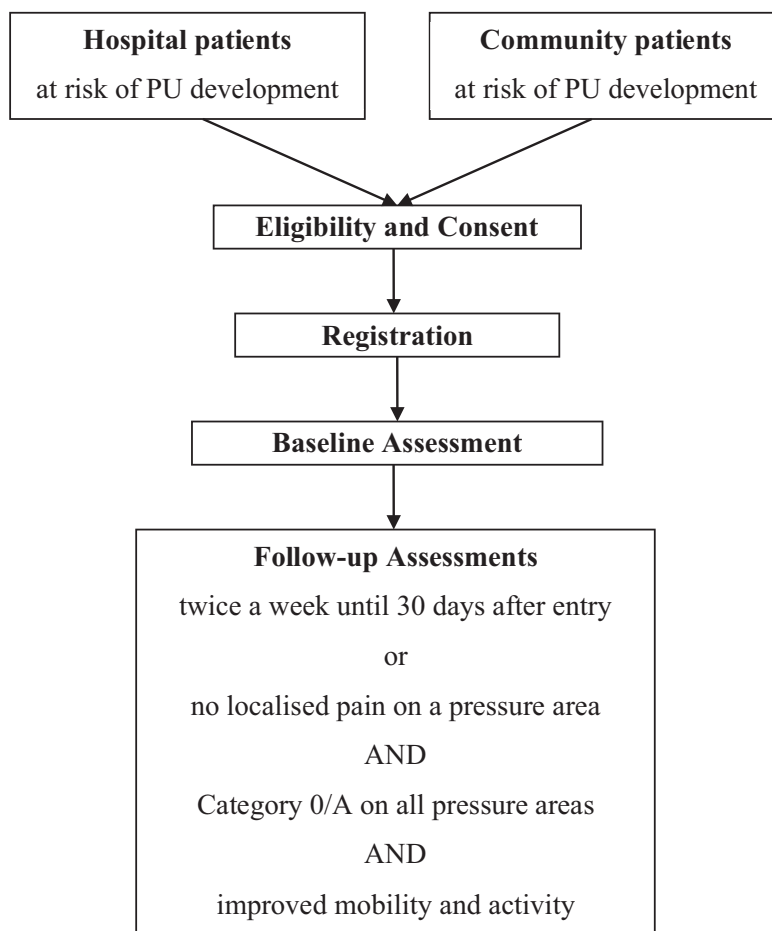 Hospital patients
at risk of PU development
Community patients
at risk of PU development
Eligibility and Consent
Registration
Baseline Assessment
Follow-up Assessments
twice a week until 30 days after entry
or
no localised pain on a pressure area
AND
Category 0/A on all pressure areas
AND
improved mobility and activity